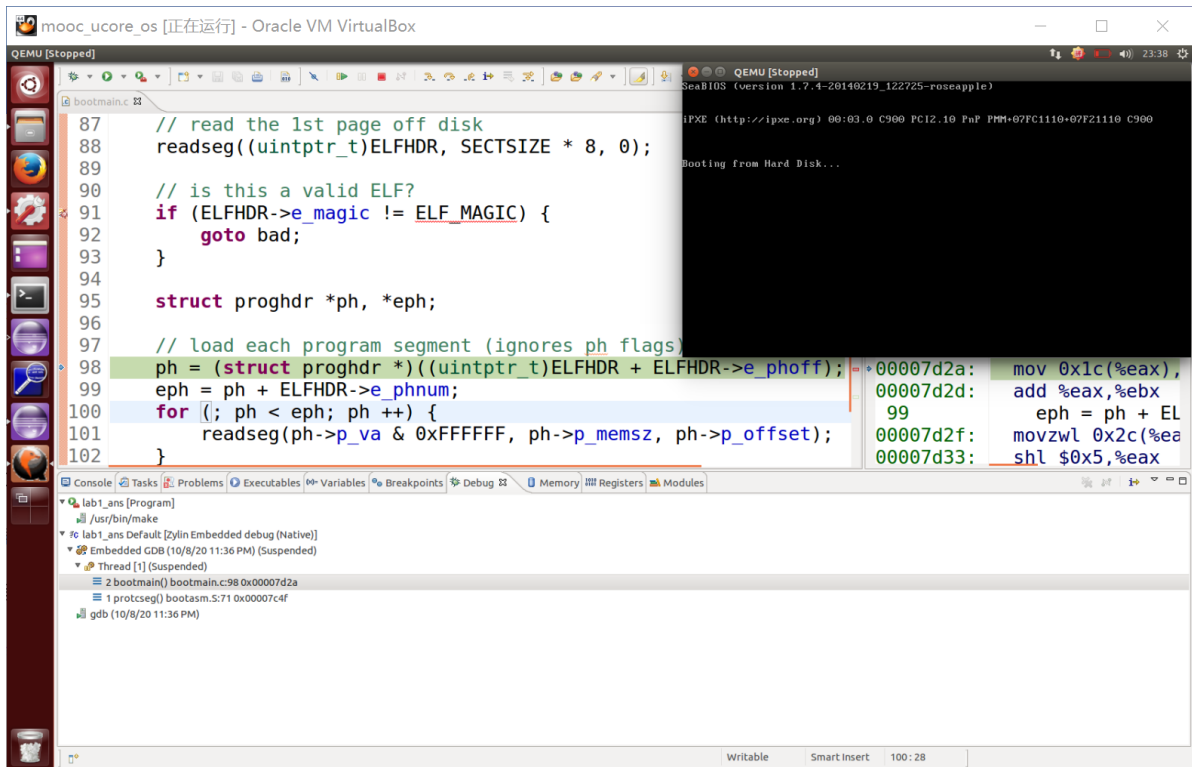 mooc_ucore_os [正在运行] - Oracle VM VirtualBox
QEMU [Stopped]
23:38
bootmain.c
87 // read the 1st page off disk
88 readseg((uintptr_t)ELFHDR, SECTSIZE * 8, 0);
89
90 // is this a valid ELF?
91 if (ELFHDR->e_magic != ELF_MAGIC) {
92 goto bad;
93 }
94
95 struct proghdr *ph, *eph;
96
97 // load each program segment (ignores ph flags)
98 ph = (struct proghdr *)((uintptr_t)ELFHDR + ELFHDR->e_phoff);
99 eph = ph + ELFHDR->e_phnum;
100 for (; ph < eph; ph ++) {
101 readseg(ph->p_va & 0xFFFFFF, ph->p_memsz, ph->p_offset);
102 }
QEMU [Stopped]
SeaBIOS (version 1.7.4-20140219_122725-roseapple)
iPXE (http://ipxe.org) 00:03.0 C900 PCI2.10 PnP PMM+07FC1110+07F21110 C900
Booting from Hard Disk...
00007d2a: mov 0x1c(%eax),
00007d2d: add %eax,%ebx
99 eph = ph + EL
00007d2f: movzwl 0x2c(%ea
00007d33: shl $0x5,%eax
Console Tasks Problems Executables Variables Breakpoints Debug Memory Registers Modules
lab1_ans [Program]
/usr/bin/make
lab1_ans Default [Zylin Embedded debug (Native)]
Embedded GDB (10/8/20 11:36 PM) (Suspended)
Thread [1] (Suspended)
2 bootmain() bootmain.c:98 0x00007d2a
1 protcseg() bootasm.S:71 0x00007c4f
gdb (10/8/20 11:36 PM)
Writable Smart Insert 100 : 28